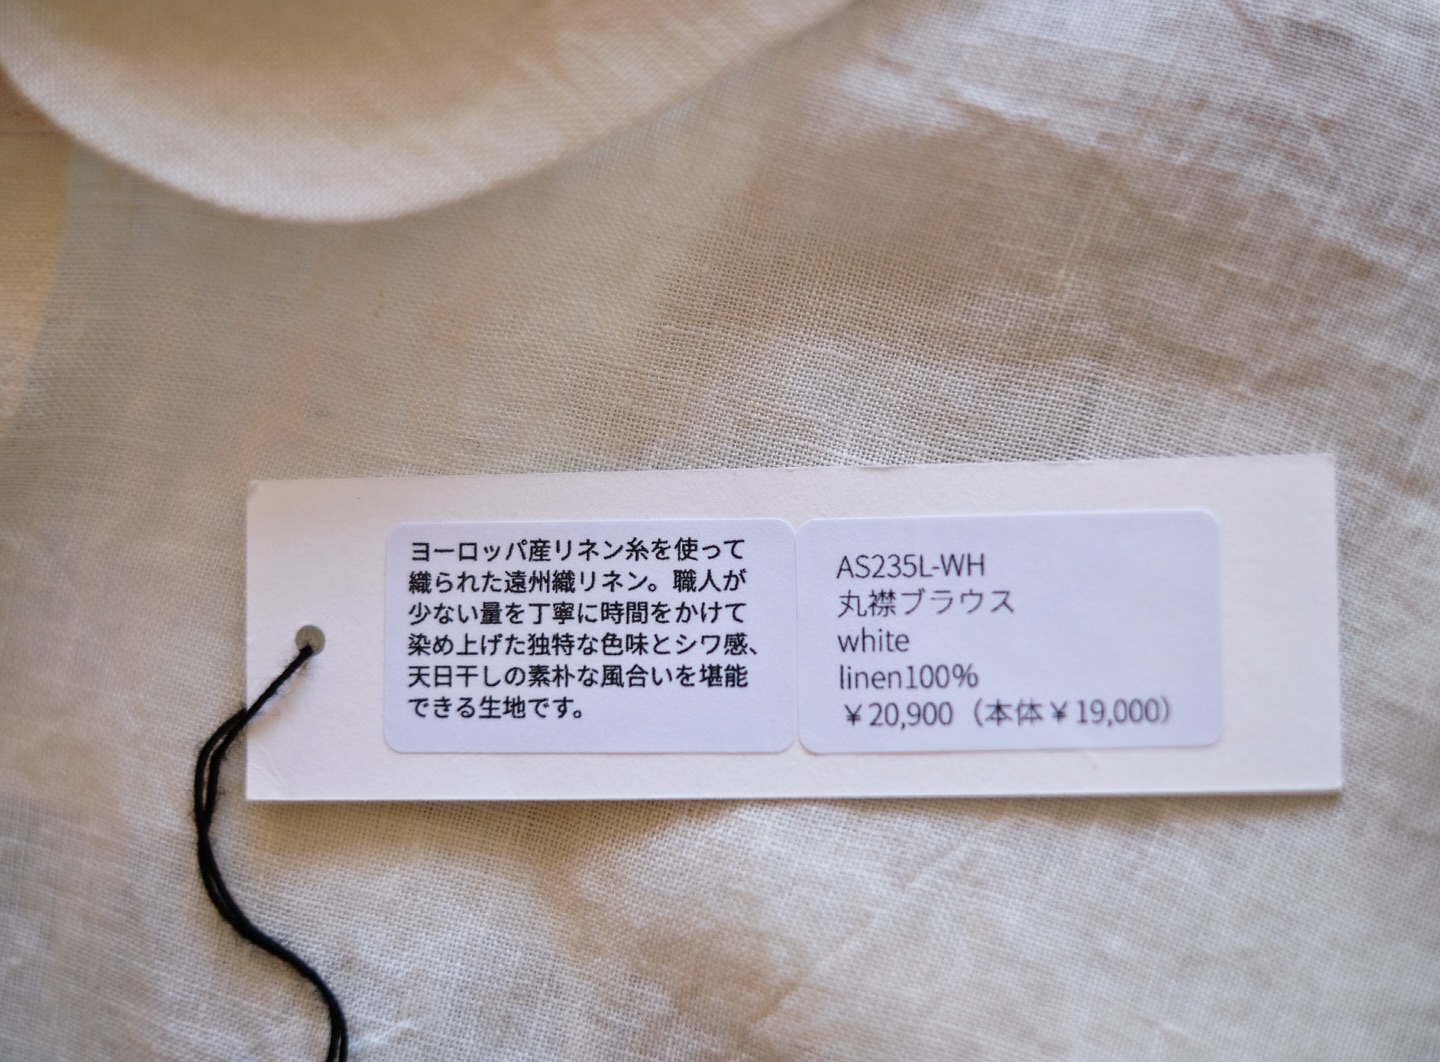 ヨーロッパ産リネン糸を使って
織られた遠州織リネン。職人が
少ない量を丁寧に時間をかけて
染め上げた独特な色味とシワ感、
天日干しの素朴な風合いを堪能
できる生地です。
AS235L-WH
丸襟ブラウス
white
linen100%
￥20,900（本体￥19,000）